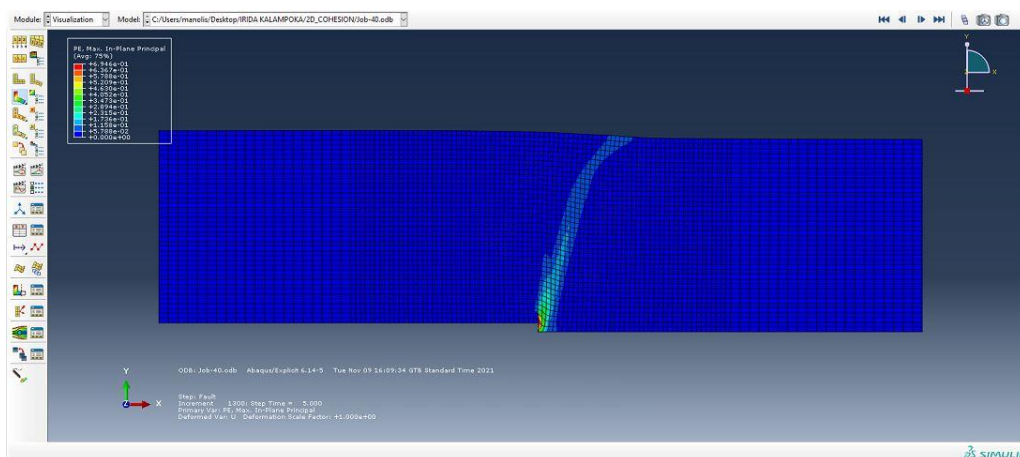 Module: Visualization Model: C:/Users/manolis/Desktop/IRIDA KALAMPOKA/2D_COHESION/Job-40.odb
PE, Max. In-Plane Principal
(Avg: 75%)
+6.946e-01
+6.367e-01
+5.788e-01
+5.209e-01
+4.630e-01
+4.052e-01
+3.473e-01
+2.894e-01
+2.315e-01
+1.736e-01
+1.158e-01
+5.788e-02
+0.000e+00
Y
X
Z
ODB: Job-40.odb Abaqus/Explicit 6.14-5 Tue Nov 09 16:09:34 GTB Standard Time 2021
Y
Z X
Step: Fault
Increment 1300: Step Time = 5.000
Primary Var: PE, Max. In-Plane Principal
Deformed Var: U Deformation Scale Factor: +1.000e+00
SIMULI